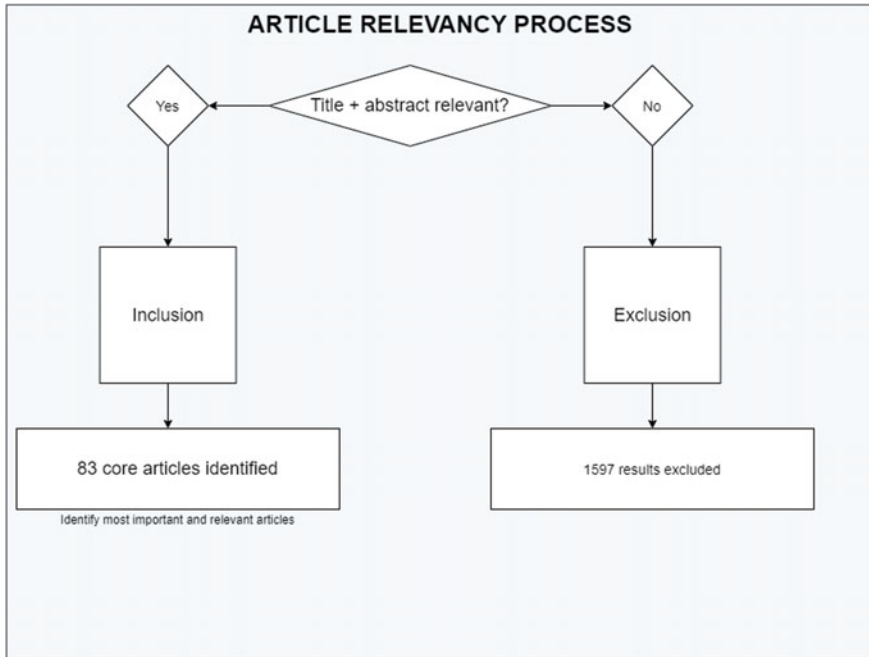 ARTICLE RELEVANCY PROCESS
Yes
Title + abstract relevant?
No
Inclusion
Exclusion
83 core articles identified
1597 results excluded
Identify most important and relevant articles